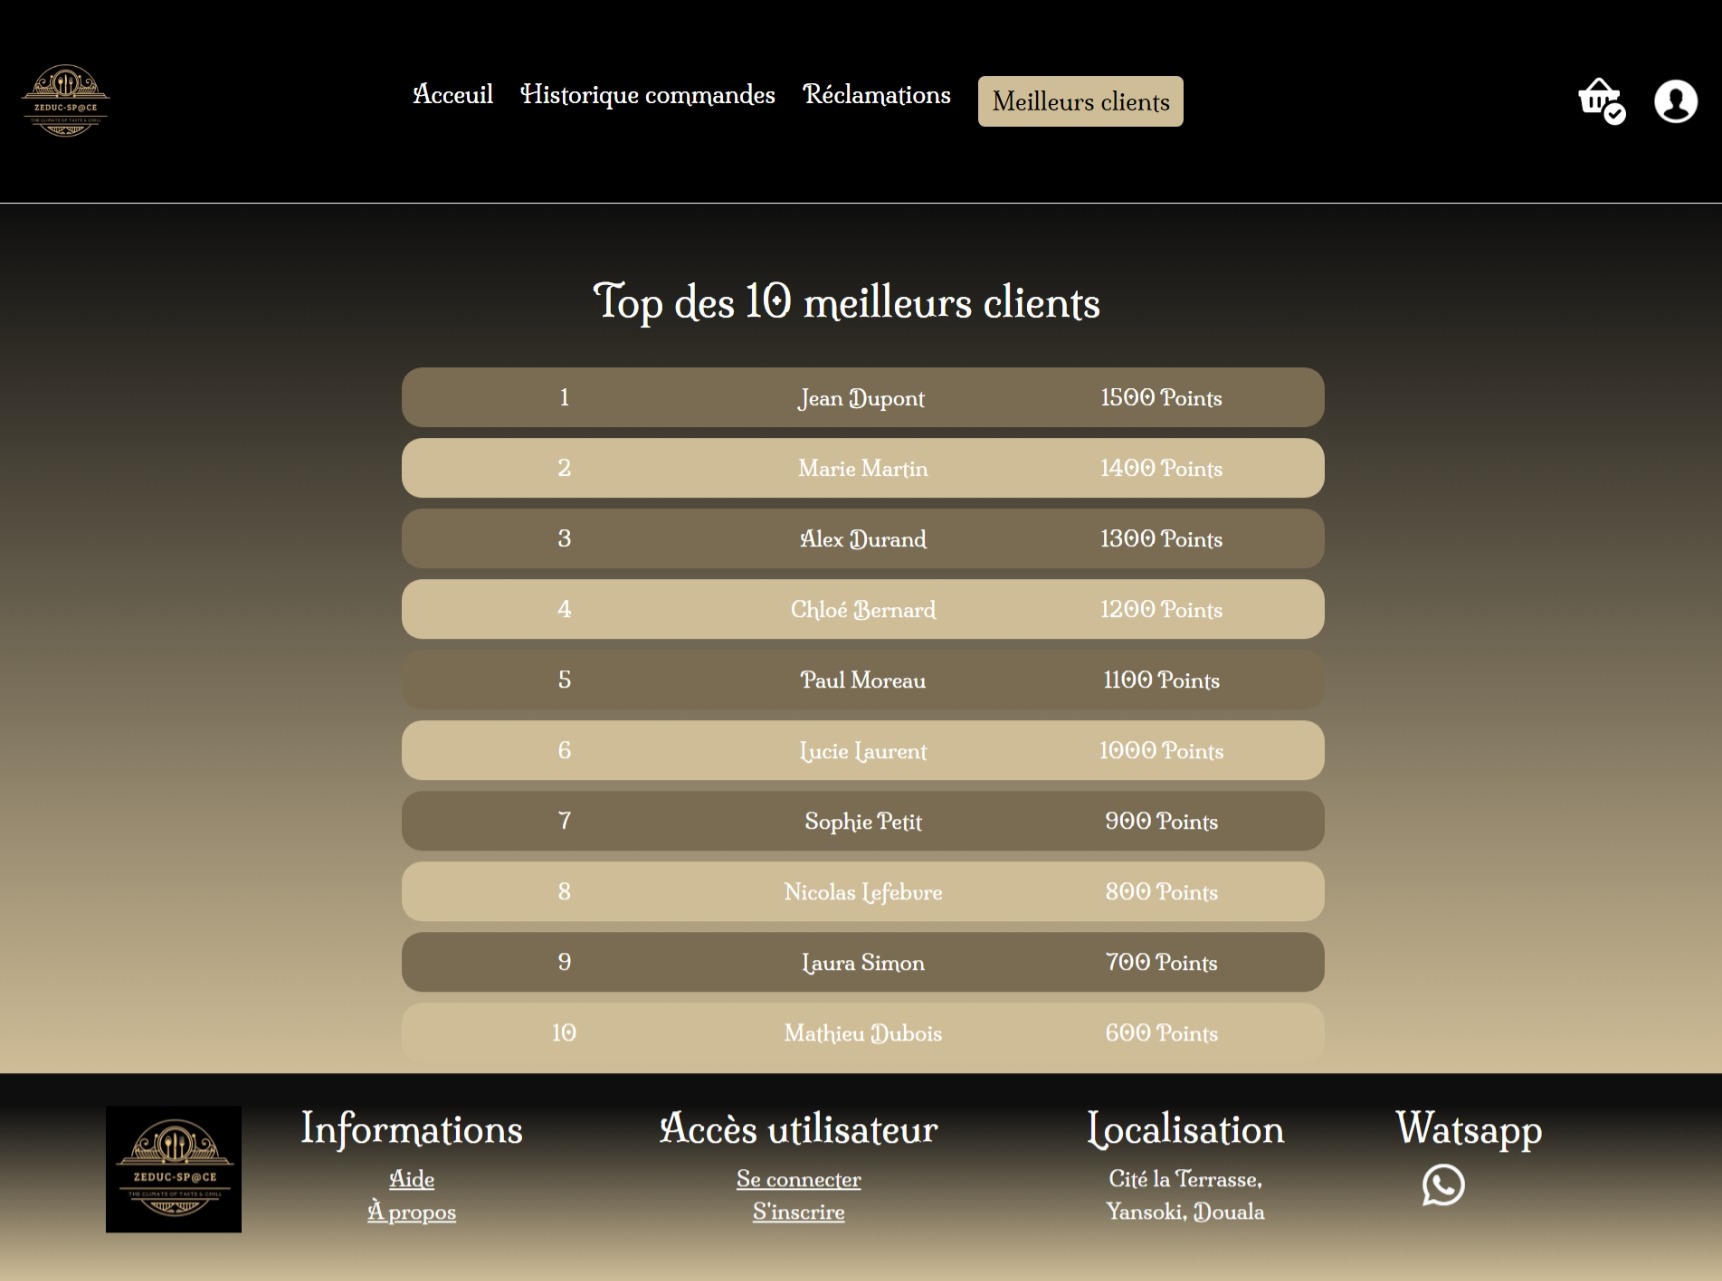 ZEDUC-SP@CE
THE CLIMATE OF TASTE & CHILL
Acceuil Historique commandes Réclamations Meilleurs clients
Top des 10 meilleurs clients
1 Jean Dupont 1500 Points
2 Marie Martin 1400 Points
3 Alex Durand 1300 Points
4 Chloé Bernard 1200 Points
5 Paul Moreau 1100 Points
6 Lucie Laurent 1000 Points
7 Sophie Petit 900 Points
8 Nicolas Lefebvre 800 Points
9 Laura Simon 700 Points
10 Mathieu Dubois 600 Points
ZEDUC-SP@CE
THE CLIMATE OF TASTE & CHILL
Informations
Aide
À propos
Accès utilisateur
Se connecter
S'inscrire
Localisation
Cité la Terrasse,
Yansoki, Douala
Watsapp